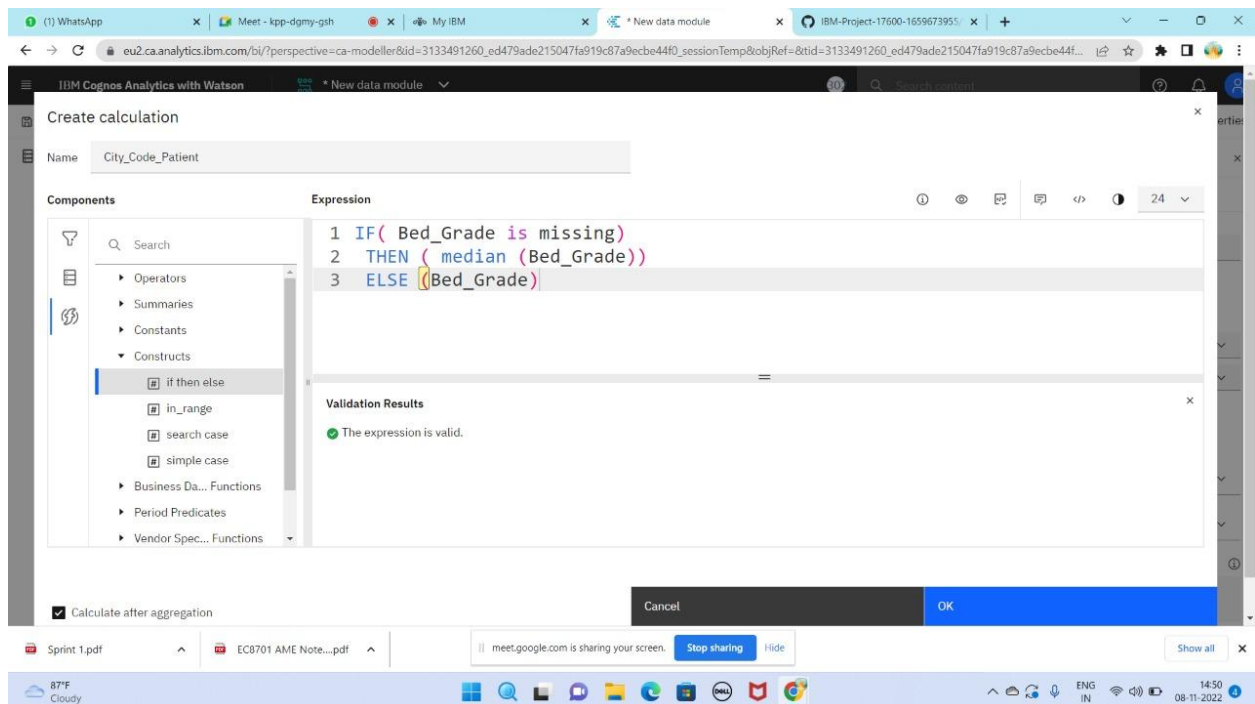 (1) WhatsApp
Meet - kpp-dgmy-gsh
My IBM
* New data module
IBM-Project-17600-1659673955/
eu2.ca.analytics.ibm.com/bi/?perspective=ca-modeller&id=3133491260_ed479ade215047fa919c87a9ecbe44f0_sessionTemp&objRef=&tid=3133491260_ed479ade215047fa919c87a9ecbe44f...
IBM Cognos Analytics with Watson
* New data module
30
Search content
Create calculation
erties
Name
City_Code_Patient
Components
Expression
24
Search
Operators
Summaries
Constants
Constructs
if then else
in_range
search case
simple case
Business Da... Functions
Period Predicates
Vendor Spec... Functions
1 IF( Bed_Grade is missing)
2 THEN ( median (Bed_Grade))
3 ELSE (Bed_Grade)
Validation Results
The expression is valid.
Calculate after aggregation
Cancel
OK
Sprint 1.pdf
EC8701 AME Note....pdf
meet.google.com is sharing your screen.
Stop sharing
Hide
Show all
87°F
Cloudy
DELL
ENG
IN
14:50
08-11-2022
4